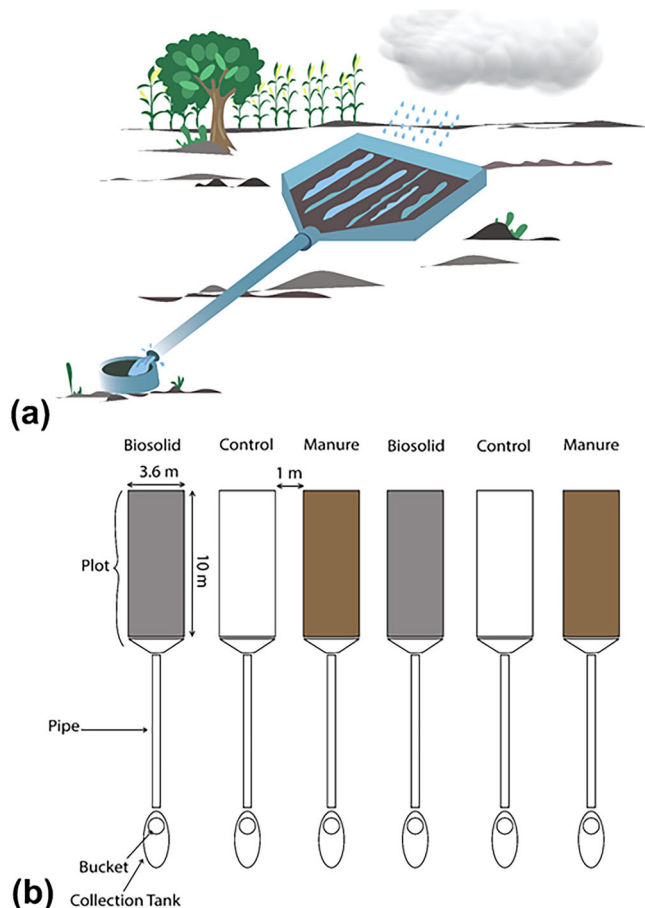 (a)
Biosolid Control Manure Biosolid Control Manure
3.6 m
1 m
10 m
Plot
Pipe
Bucket
(b)
Collection Tank